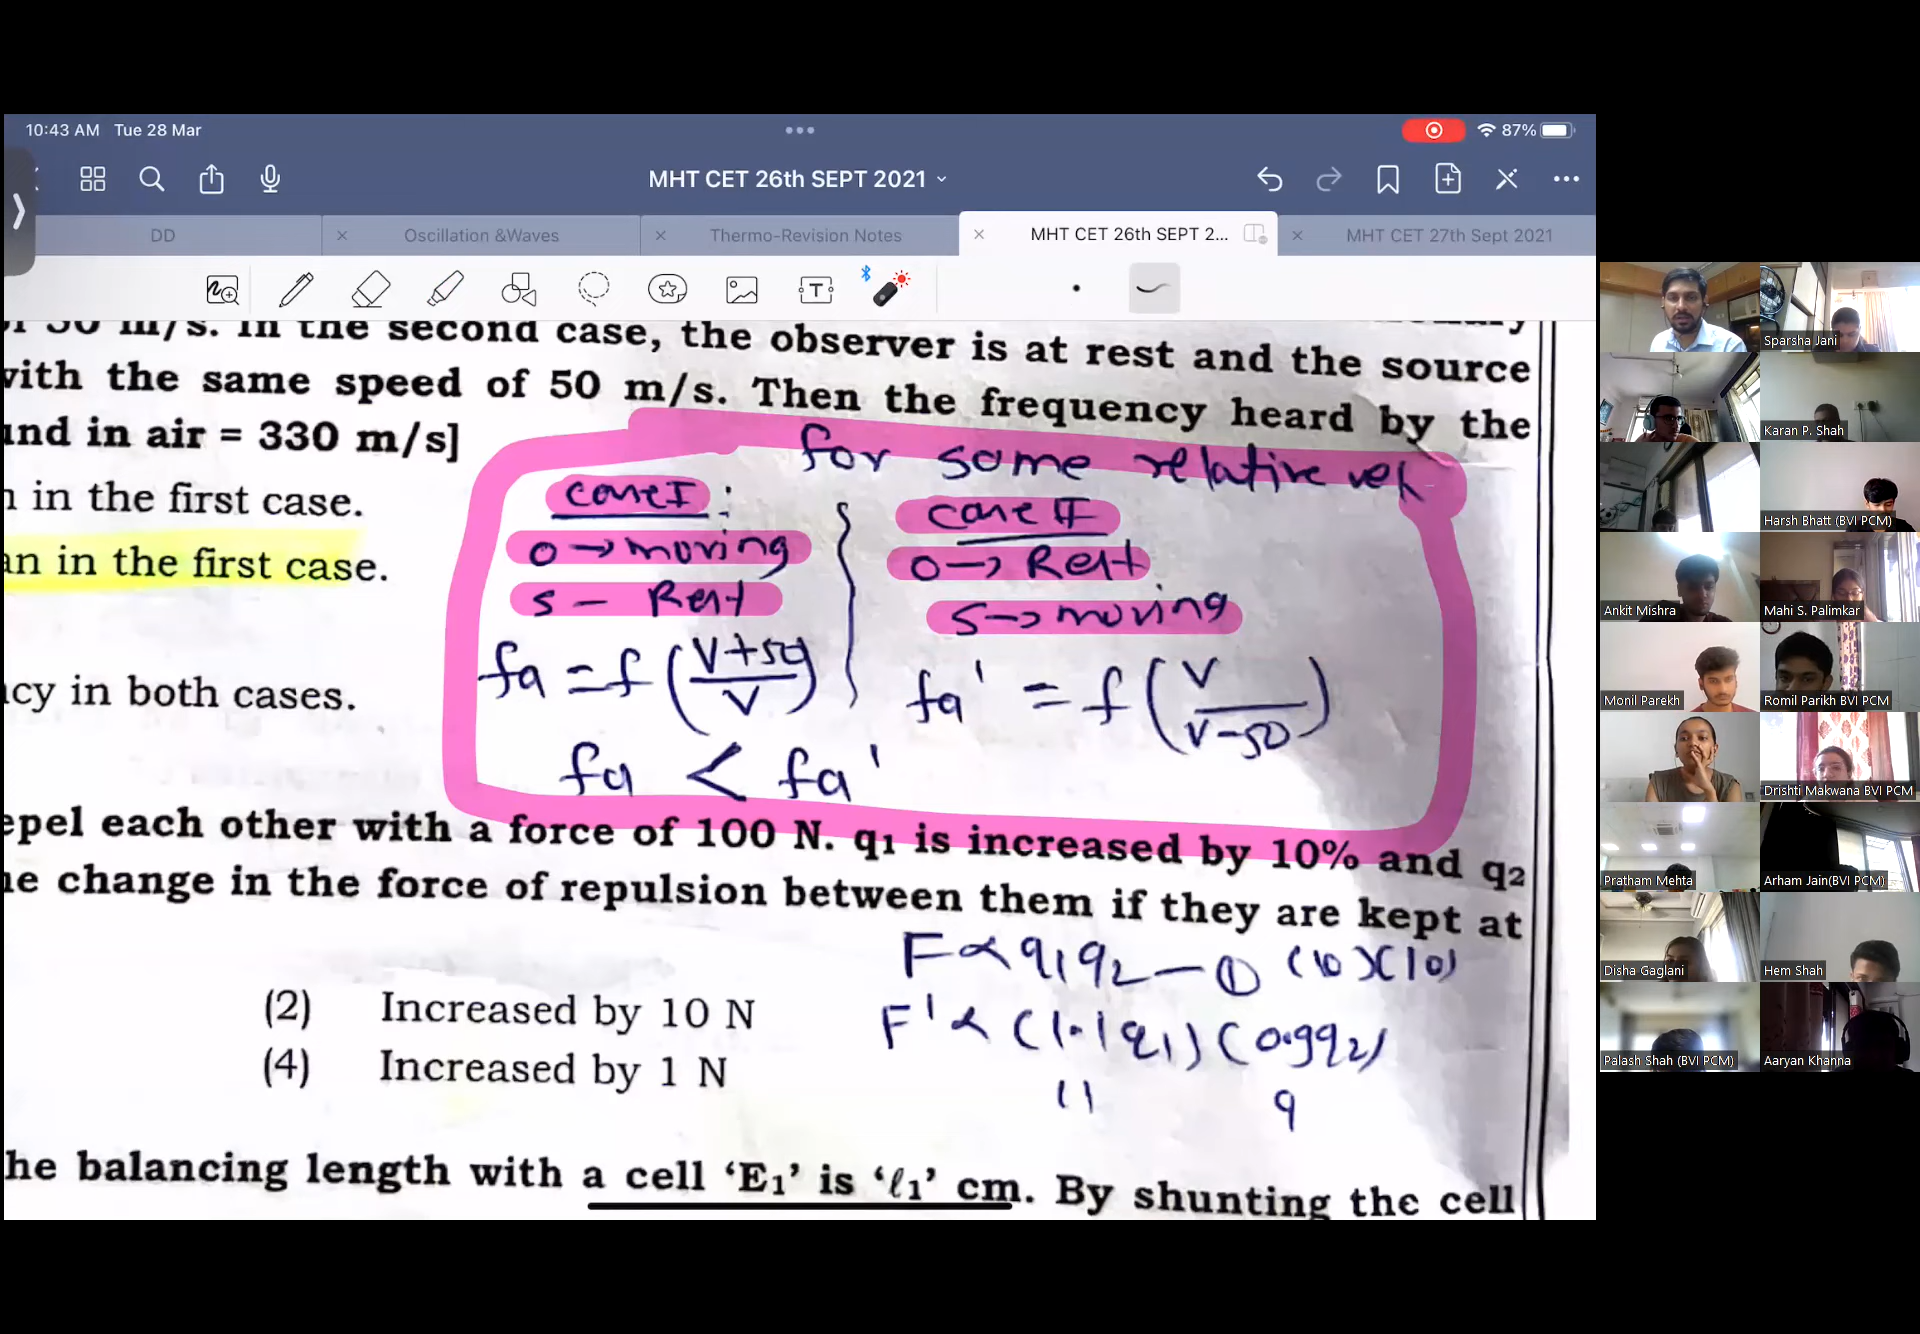 10:43 AM Tue 28 Mar
87%
MHT CET 26th SEPT 2021
DD
Oscillation &Waves
Thermo-Revision Notes
MHT CET 26th SEPT 2...
MHT CET 27th Sept 2021
m/s. In the second case, the observer is at rest and the source
with the same speed of 50 m/s. Then the frequency heard by the
und in air = 330 m/s]
for some relative vel
n in the first case.
an in the first case.
ncy in both cases.
case I :
O → moving
S – Rest
fa = f (V+50/V)
case II
O → Rest
S → moving
fa' = f (V/V-50)
fa < fa'
epel each other with a force of 100 N. q1 is increased by 10% and q2
he change in the force of repulsion between them if they are kept at
F ∝ q1q2 — ① (10)(10)
(2) Increased by 10 N
F' ∝ (1.1q1) (0.9q2)
(4) Increased by 1 N
11 9
he balancing length with a cell ‘E1’ is ‘ℓ1’ cm. By shunting the cell
Sparsha Jani
Karan P. Shah
Harsh Bhatt (BVI PCM)
Ankit Mishra
Mahi S. Palimkar
Monil Parekh
Romil Parikh BVI PCM
Drishti Makwana BVI PCM
Pratham Mehta
Arham Jain(BVI PCM)
Disha Gaglani
Hem Shah
Palash Shah (BVI PCM)
Aaryan Khanna